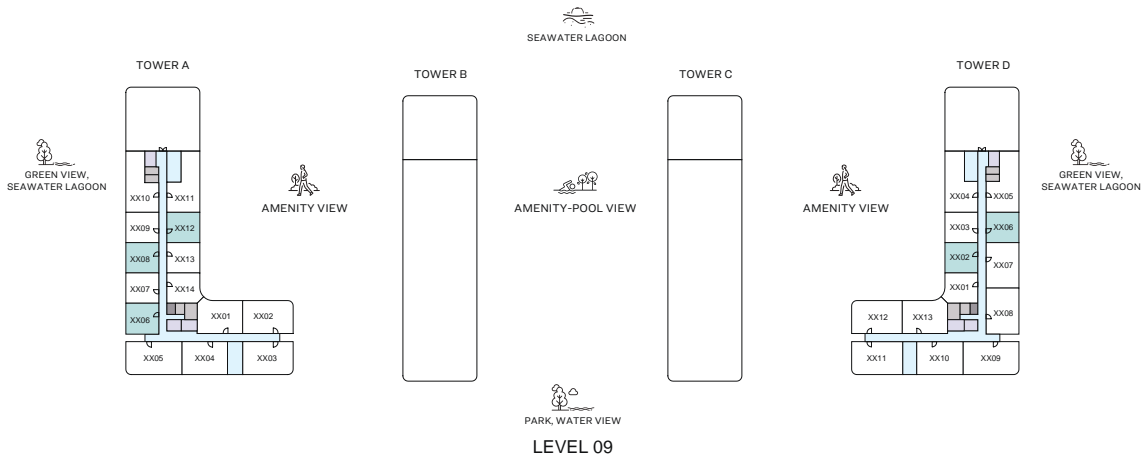 SEAWATER LAGOON
TOWER A
TOWER B
TOWER C
TOWER D
GREEN VIEW,
SEAWATER LAGOON
AMENITY VIEW
AMENITY-POOL VIEW
AMENITY VIEW
GREEN VIEW,
SEAWATER LAGOON
XX10 XX11
XX09 XX12
XX08 XX13
XX07 XX14
XX06 XX01 XX02
XX05 XX04 XX03
XX04 XX05
XX03 XX06
XX02 XX07
XX01
XX12 XX13 XX08
XX11 XX10 XX09
PARK, WATER VIEW
LEVEL 09